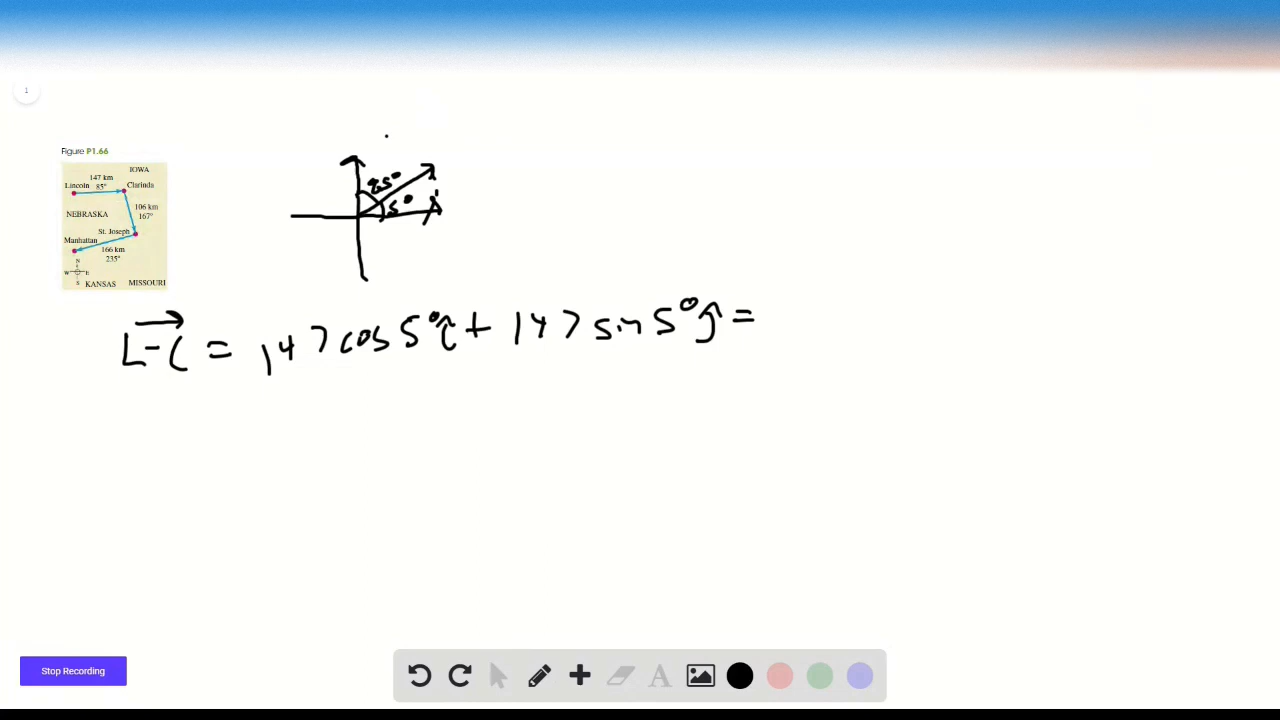 1
Figure P1.66
IOWA
147 km
85°
Lincoln
Clarinda
106 km
167°
NEBRASKA
St. Joseph
Manhattan
166 km
235°
N
W E
S
KANSAS
MISSOURI
85°
5°
L-C = 147 cos 5° î + 147 sin 5° ĵ =
Stop Recording
A